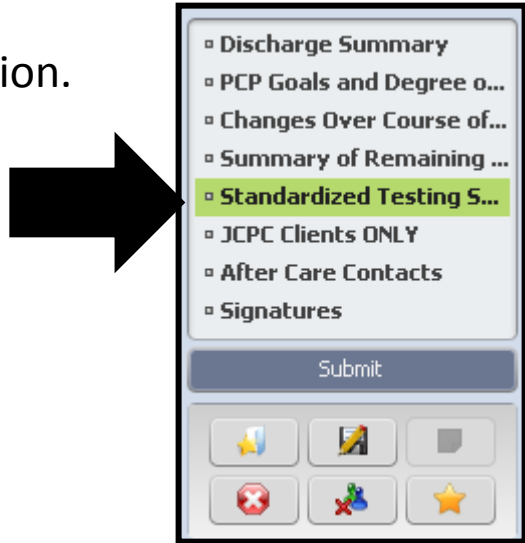 ion.
Discharge Summary
PCP Goals and Degree o...
Changes Over Course of...
Summary of Remaining ...
Standardized Testing S...
JCPC Clients ONLY
After Care Contacts
Signatures
Submit